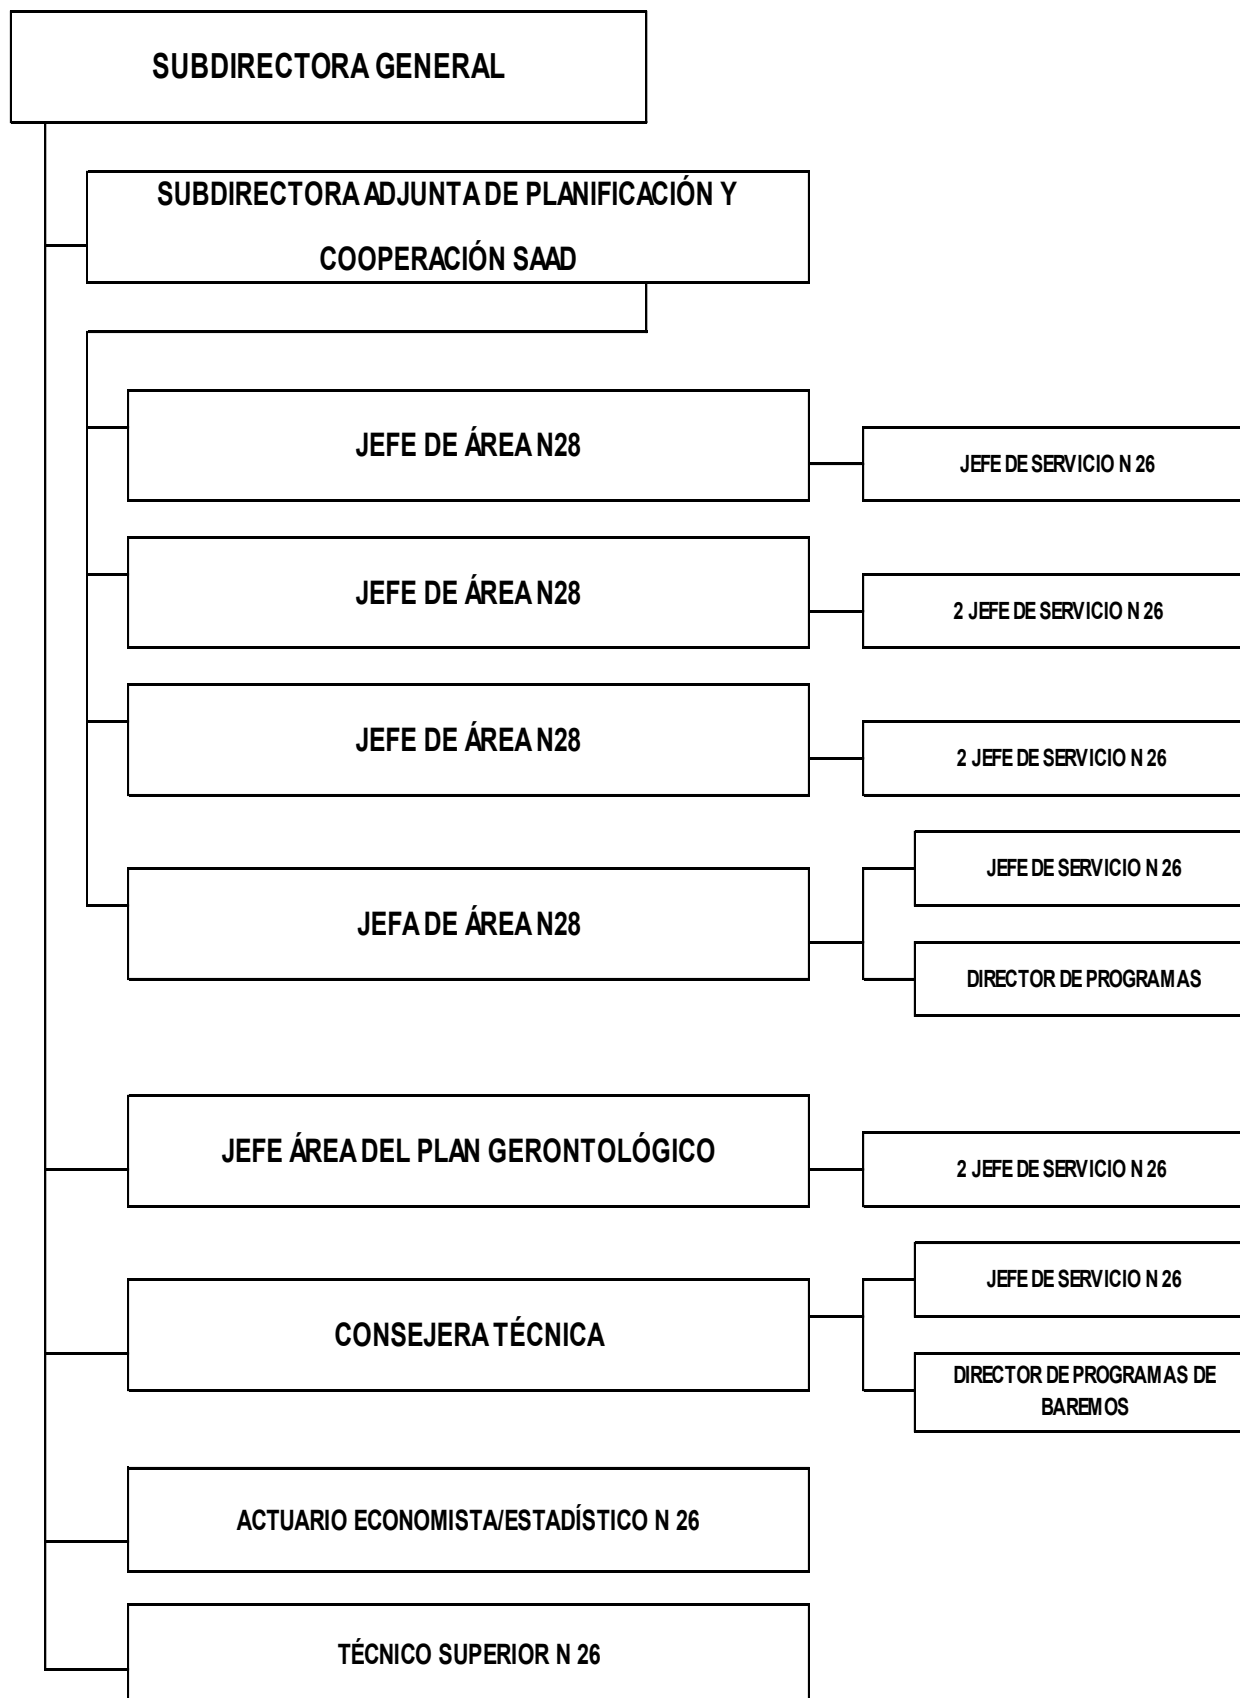 SUBDIRECTORA GENERAL
SUBDIRECTORA ADJUNTA DE PLANIFICACIÓN Y
COOPERACIÓN SAAD
JEFE DE ÁREA N28
JEFE DE SERVICIO N 26
JEFE DE ÁREA N28
2 JEFE DE SERVICIO N 26
JEFE DE ÁREA N28
2 JEFE DE SERVICIO N 26
JEFA DE ÁREA N28
JEFE DE SERVICIO N 26
DIRECTOR DE PROGRAMAS
JEFE ÁREA DEL PLAN GERONTOLÓGICO
2 JEFE DE SERVICIO N 26
CONSEJERA TÉCNICA
JEFE DE SERVICIO N 26
DIRECTOR DE PROGRAMAS DE
BAREMOS
ACTUARIO ECONOMISTA/ESTADÍSTICO N 26
TÉCNICO SUPERIOR N 26